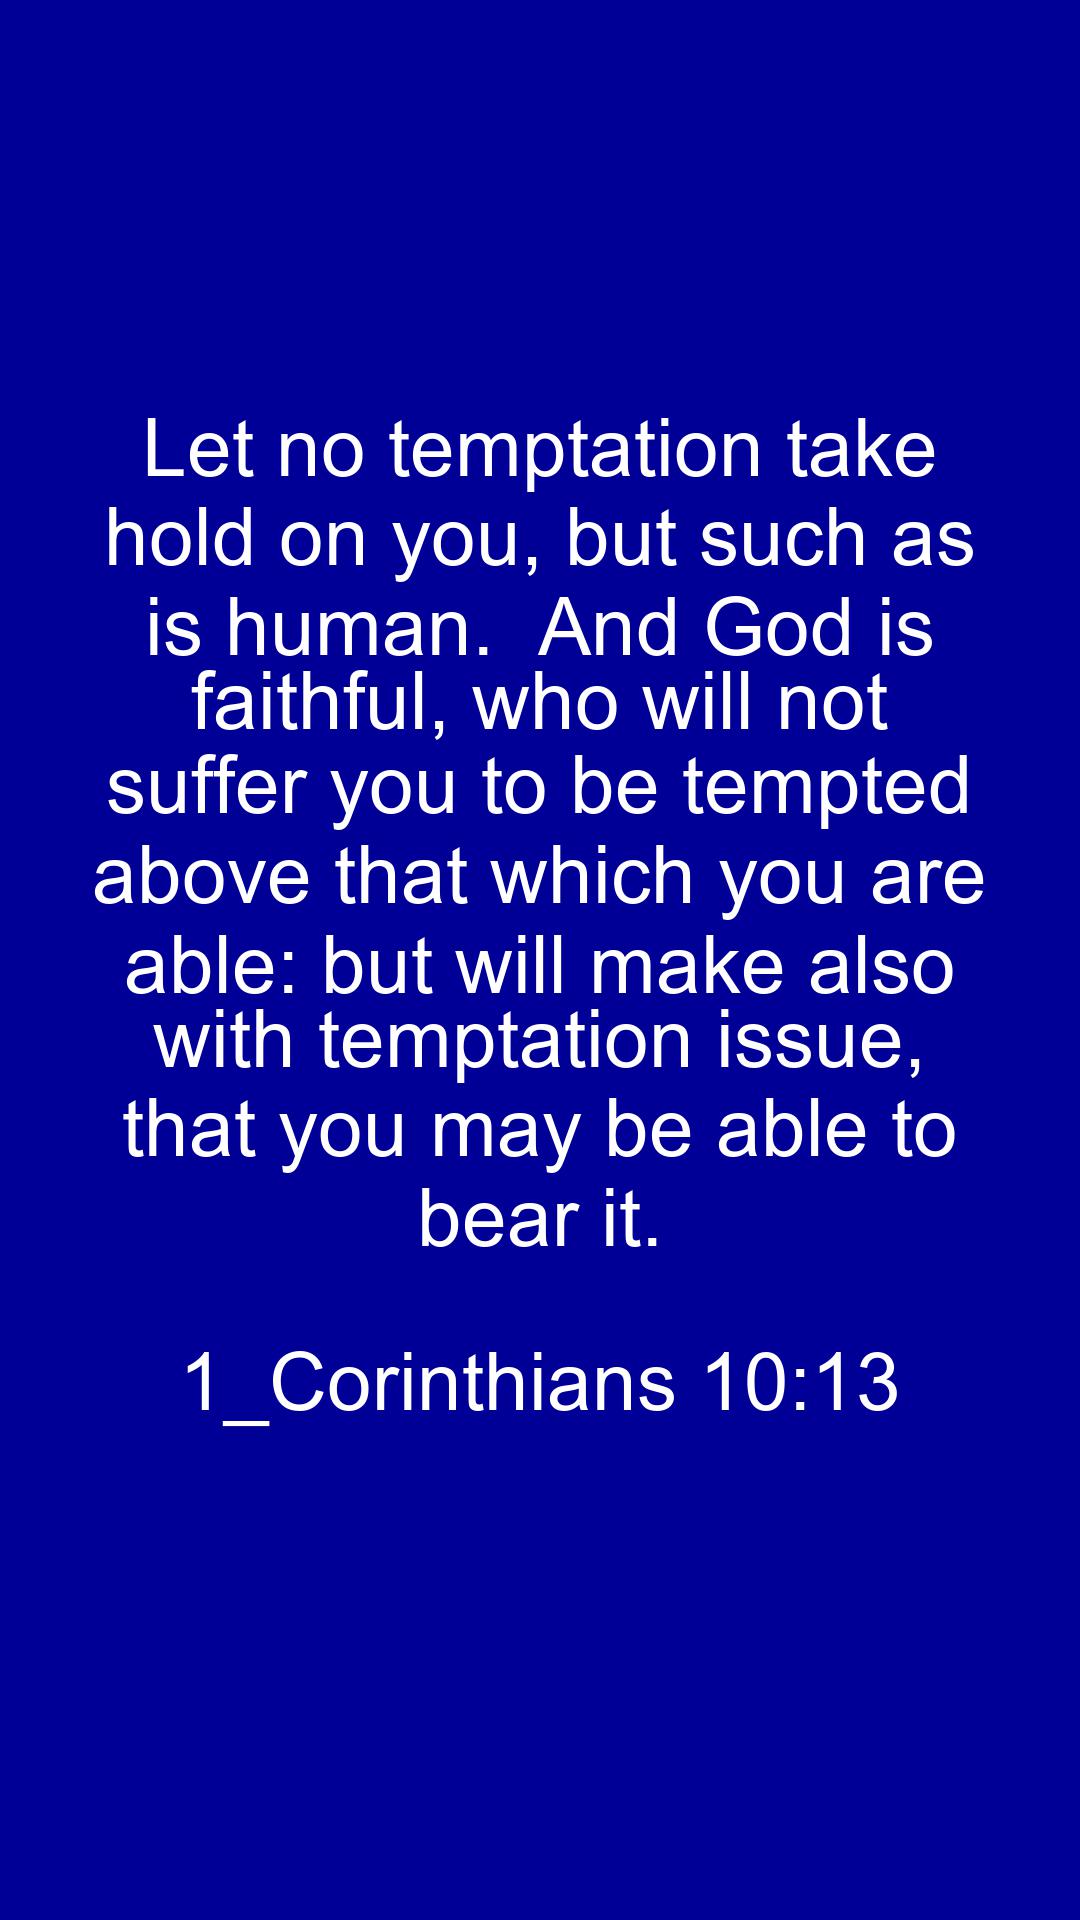 Let no temptation take
hold on you, but such as
is human.  And God is
faithful, who will not
suffer you to be tempted
above that which you are
able: but will make also
with temptation issue,
that you may be able to
bear it.
1_Corinthians 10:13